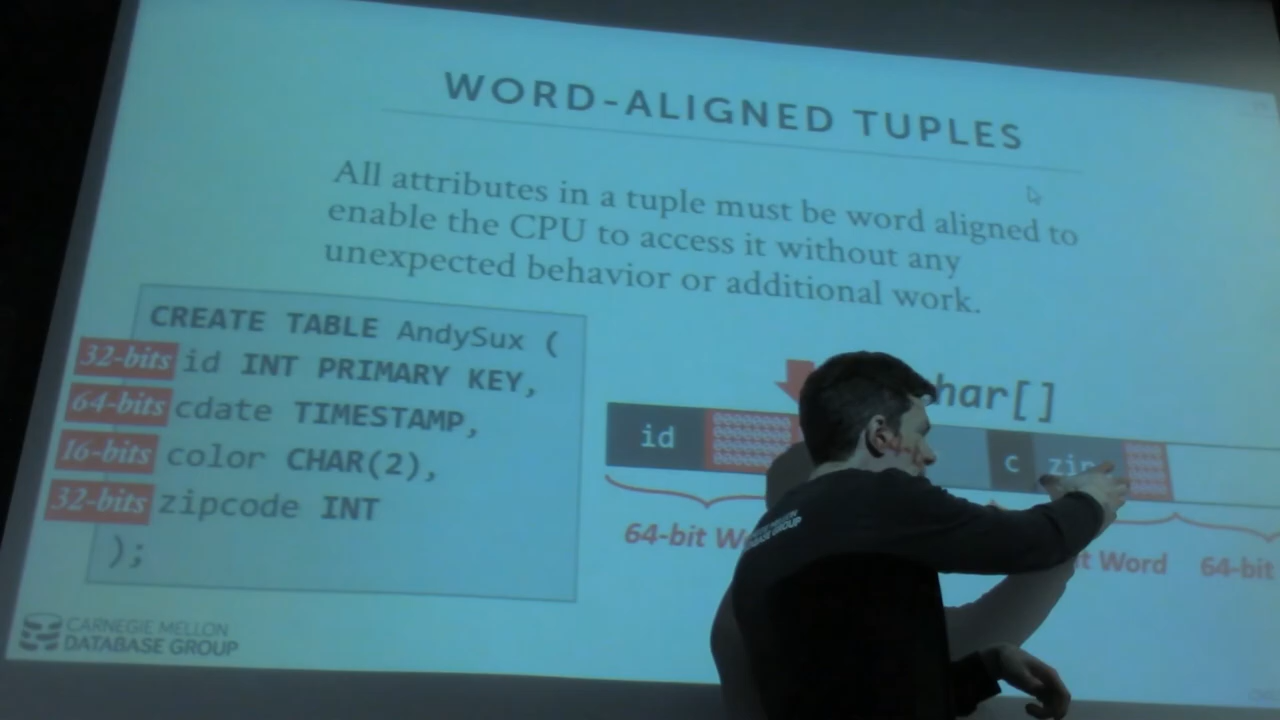 WORD-ALIGNED TUPLES
All attributes in a tuple must be word aligned to
enable the CPU to access it without any
unexpected behavior or additional work.
CREATE TABLE AndySux (
32-bits id INT PRIMARY KEY,
64-bits cdate TIMESTAMP,
16-bits color CHAR(2),
32-bits zipcode INT
);
har[]
id
c
zip
64-bit W
t Word
64-bit
CARNEGIE MELLON
DATABASE GROUP